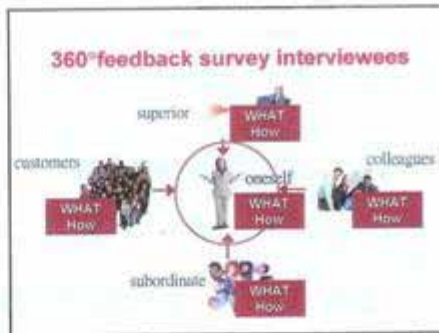 360°feedback survey interviewees
superior
WHAT
How
customers
WHAT
How
oneself
WHAT
How
colleagues
WHAT
How
subordinate
WHAT
How